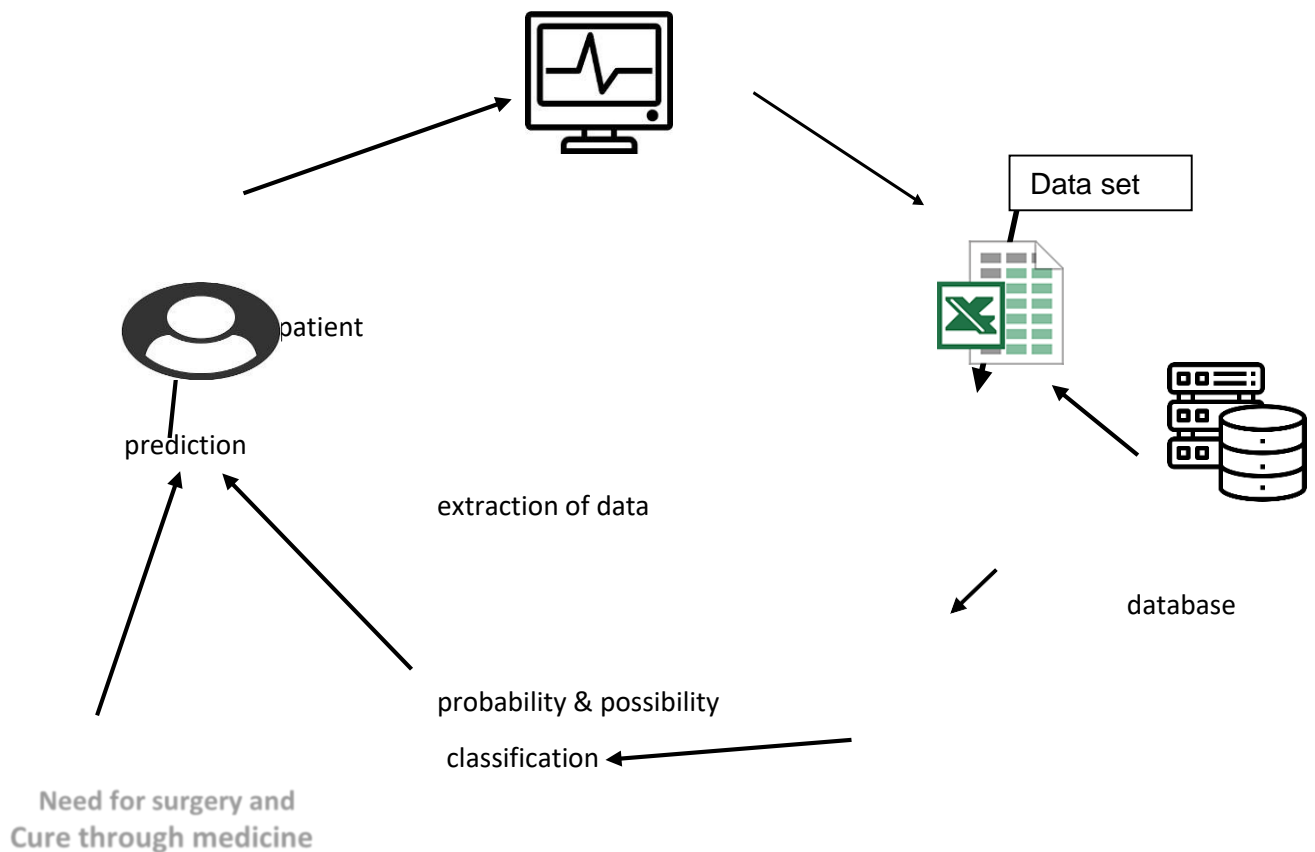 Data set
patient
prediction
extraction of data
database
probability & possibility
classification
Need for surgery and
Cure through medicine